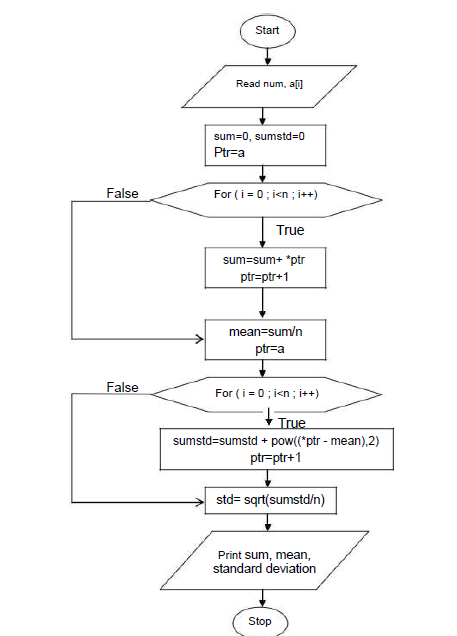 Start
Read num, a[i]
sum=0, sumstd=0
Ptr=a
False
For ( i = 0 ; i<n ; i++)
True
sum=sum+ *ptr
ptr=ptr+1
mean=sum/n
ptr=a
False
For ( i = 0 ; i<n ; i++)
True
sumstd=sumstd + pow((*ptr - mean),2)
ptr=ptr+1
std= sqrt(sumstd/n)
Print sum, mean,
standard deviation
Stop